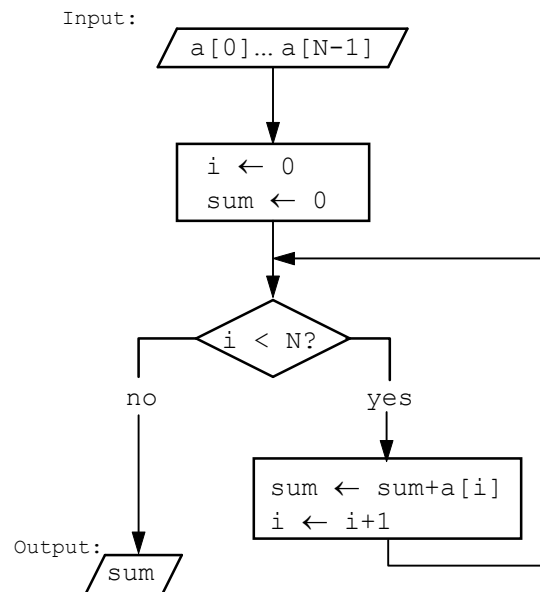 Input:
a[0]… a[N-1]
i ← 0
sum ← 0
i < N?
no
yes
sum ← sum+a[i]
i ← i+1
Output:
sum